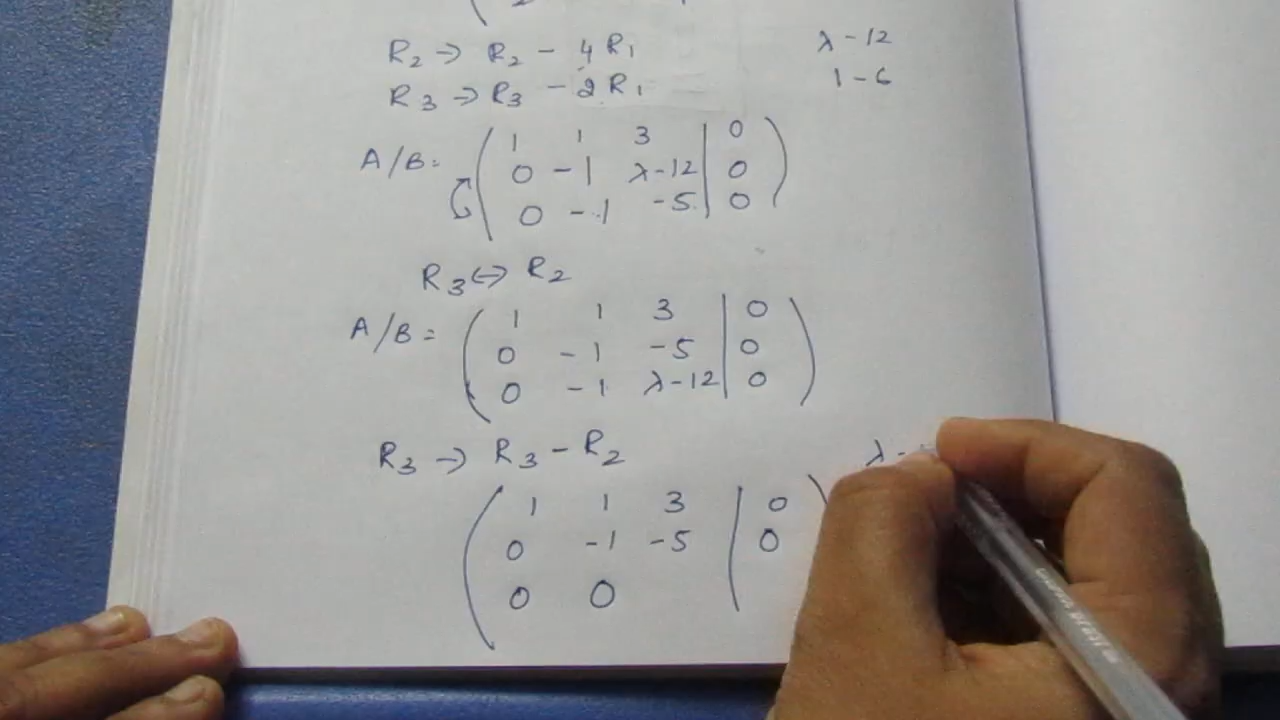 R₂ → R₂ - 4R₁ λ-12
R₃ → R₃ - 2R₁ 1-6
1 1 3 | 0
A/B = 0 -1 λ-12 | 0
0 -1 -5 | 0
R₃ ↔ R₂
1 1 3 | 0
A/B = 0 -1 -5 | 0
0 -1 λ-12 | 0
R₃ → R₃ - R₂ λ-
1 1 3 | 0
0 -1 -5 | 0
0 0